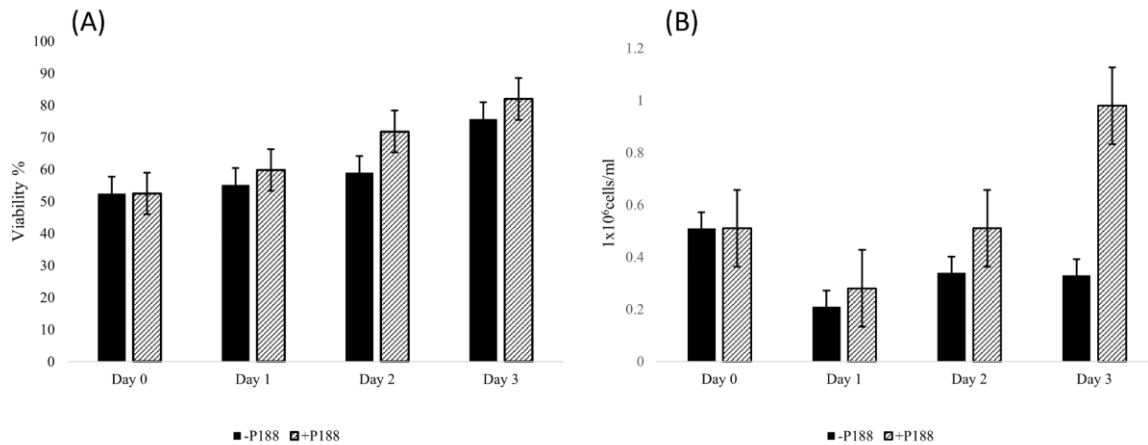 (A)
Viability %
100
90
80
70
60
50
40
30
20
10
0
Day 0 Day 1 Day 2 Day 3
■ -P188 +P188
(B)
1x10⁶cells/ml
1.2
1
0.8
0.6
0.4
0.2
0
Day 0 Day 1 Day 2 Day 3
-P188 +P188